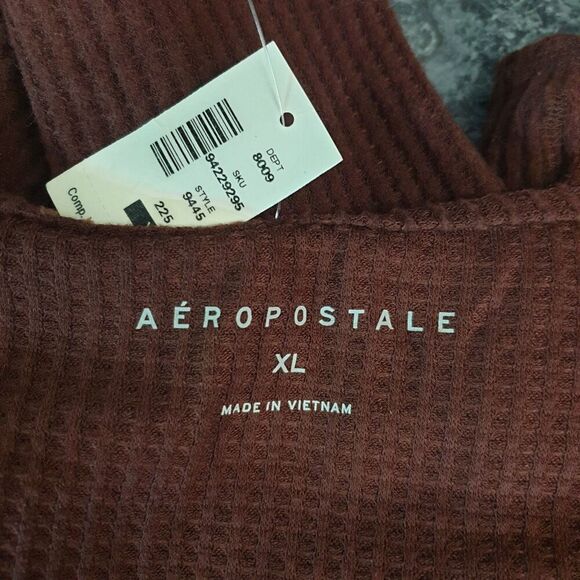 DEPT
8009
SKU
94229295
STYLE
9445
225
Comp.
AÉROPOSTALE
XL
MADE IN VIETNAM